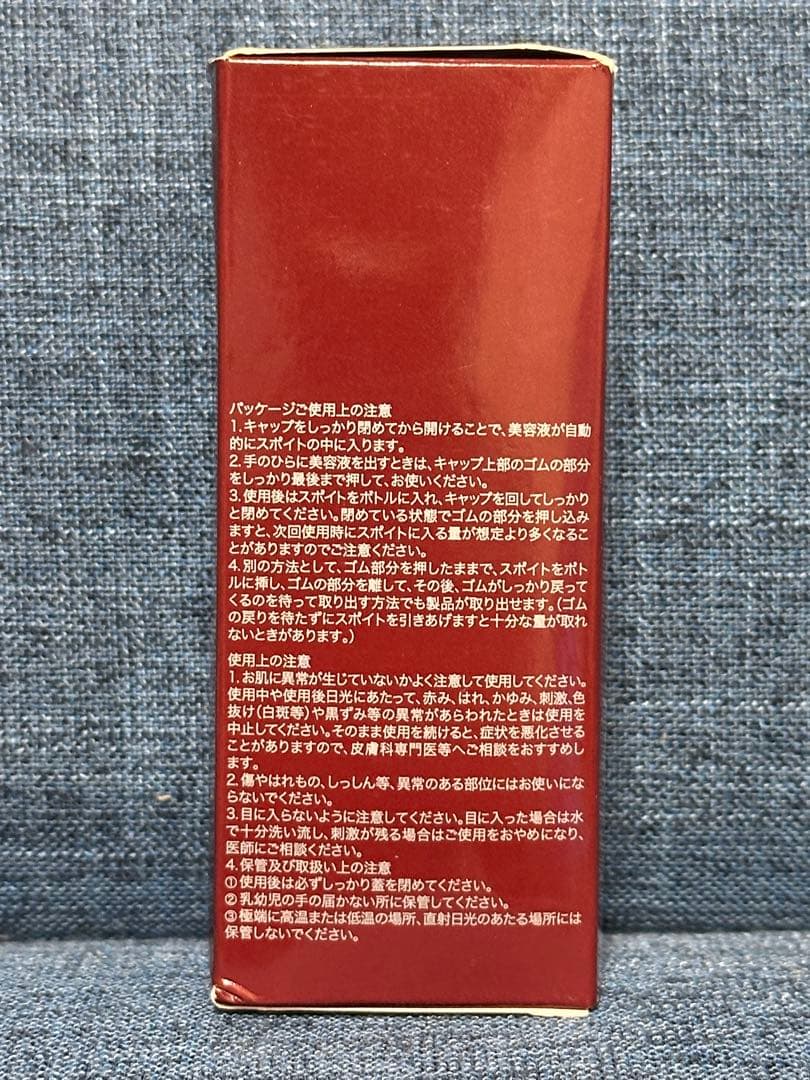 パッケージご使用上の注意
1.キャップをしっかり閉めてから開けることで、美容液が自動
的にスポイトの中に入ります。
2.手のひらに美容液を出すときは、キャップ上部のゴムの部分
をしっかり最後まで押して、お使いください。
3.使用後はスポイトをボトルに入れ、キャップを回してしっかり
と閉めてください。閉めている状態でゴムの部分を押し込み
ますと、次回使用時にスポイトに入る量が想定より多くなるこ
とがありますのでご注意ください。
4.別の方法として、ゴム部分を押したままで、スポイトをボト
ルに挿し、ゴムの部分を離して、その後、ゴムがしっかり戻って
くるのを待って取り出す方法でも製品が取り出せます。(ゴム
の戻りを待たずにスポイトを引きあげますと十分な量が取れ
ないときがあります。)
使用上の注意
1.お肌に異常が生じていないかよく注意して使用してください。
使用中や使用後日光にあたって、赤み、はれ、かゆみ、刺激、色
抜け(白斑等)や黒ずみ等の異常があらわれたときは使用を
中止してください。そのまま使用を続けると、症状を悪化させる
ことがありますので、皮膚科専門医等へご相談をおすすめしま
す。
2.傷やはれもの、しっしん等、異常のある部位にはお使いにな
らないでください。
3.目に入らないように注意してください。目に入った場合は水
で十分洗い流し、刺激が残る場合はご使用をおやめになり、
医師にご相談ください。
4.保管及び取扱い上の注意
①使用後は必ずしっかり蓋を閉めてください。
②乳幼児の手の届かない所に保管してください。
③極端に高温または低温の場所、直射日光のあたる場所には
保管しないでください。